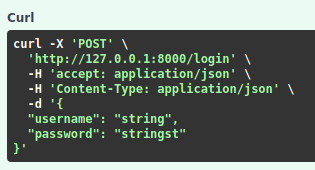 Curl
curl -X 'POST' \
  'http://127.0.0.1:8000/login' \
  -H 'accept: application/json' \
  -H 'Content-Type: application/json' \
  -d '{
  "username": "string",
  "password": "stringst"
}'